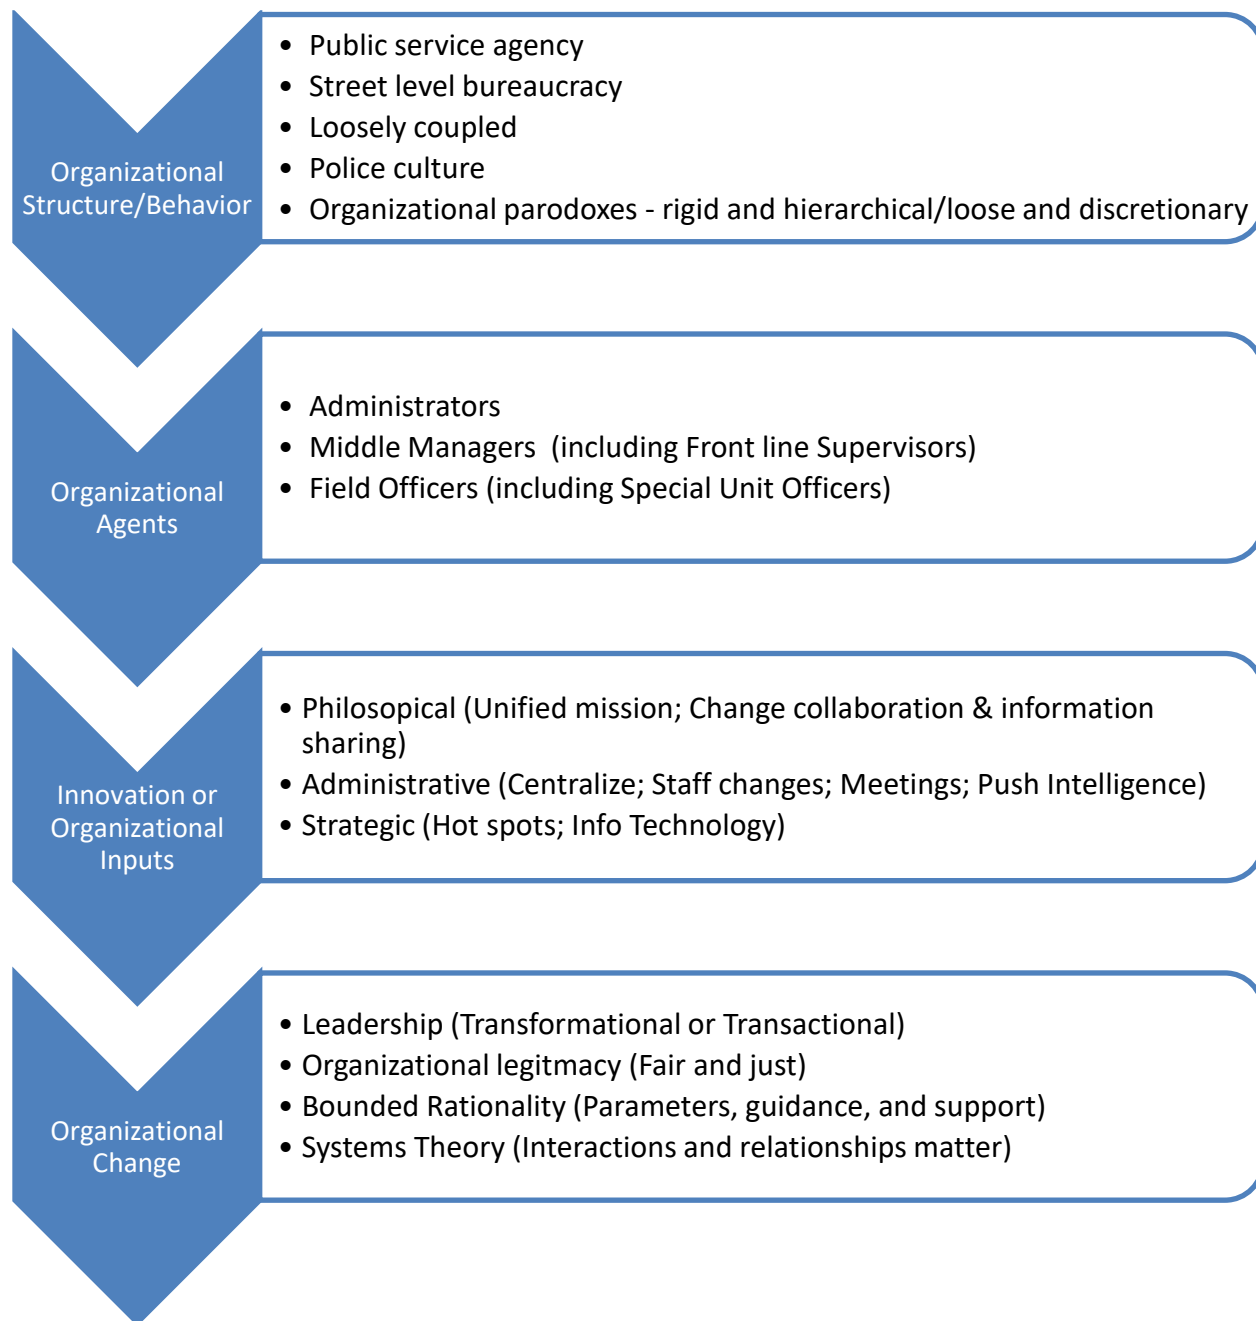 Organizational
Structure/Behavior
• Public service agency
• Street level bureaucracy
• Loosely coupled
• Police culture
• Organizational parodoxes - rigid and hierarchical/loose and discretionary
Organizational
Agents
• Administrators
• Middle Managers  (including Front line Supervisors)
• Field Officers (including Special Unit Officers)
Innovation or
Organizational
Inputs
• Philosopical (Unified mission; Change collaboration & information
sharing)
• Administrative (Centralize; Staff changes; Meetings; Push Intelligence)
• Strategic (Hot spots; Info Technology)
Organizational
Change
• Leadership (Transformational or Transactional)
• Organizational legitmacy (Fair and just)
• Bounded Rationality (Parameters, guidance, and support)
• Systems Theory (Interactions and relationships matter)